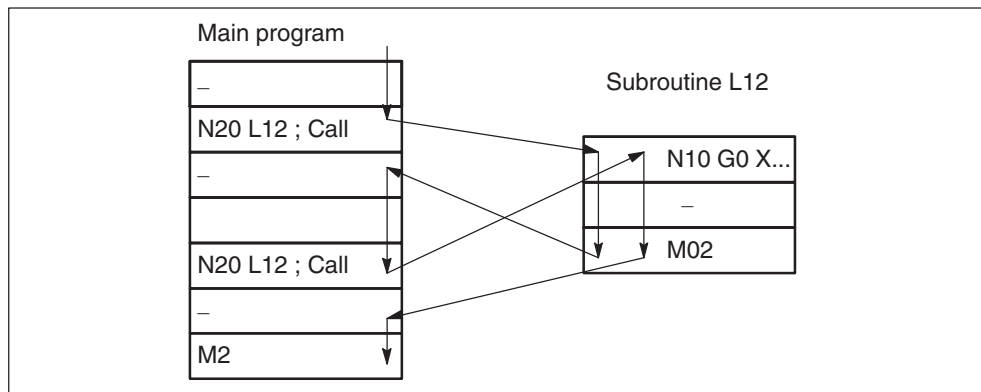 Main program
–
N20 L12 ; Call
–
N20 L12 ; Call
–
M2
Subroutine L12
N10 G0 X...
–
M02